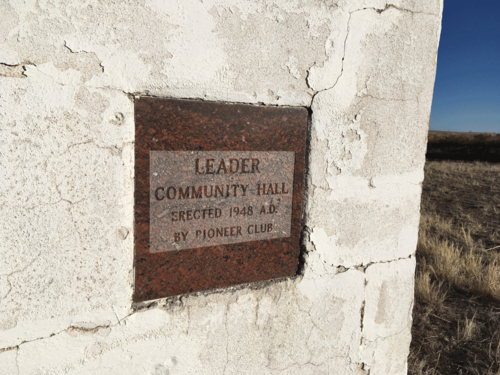 LEADER
COMMUNITY HALL
ERECTED 1948 A.D.
BY PIONEER CLUB